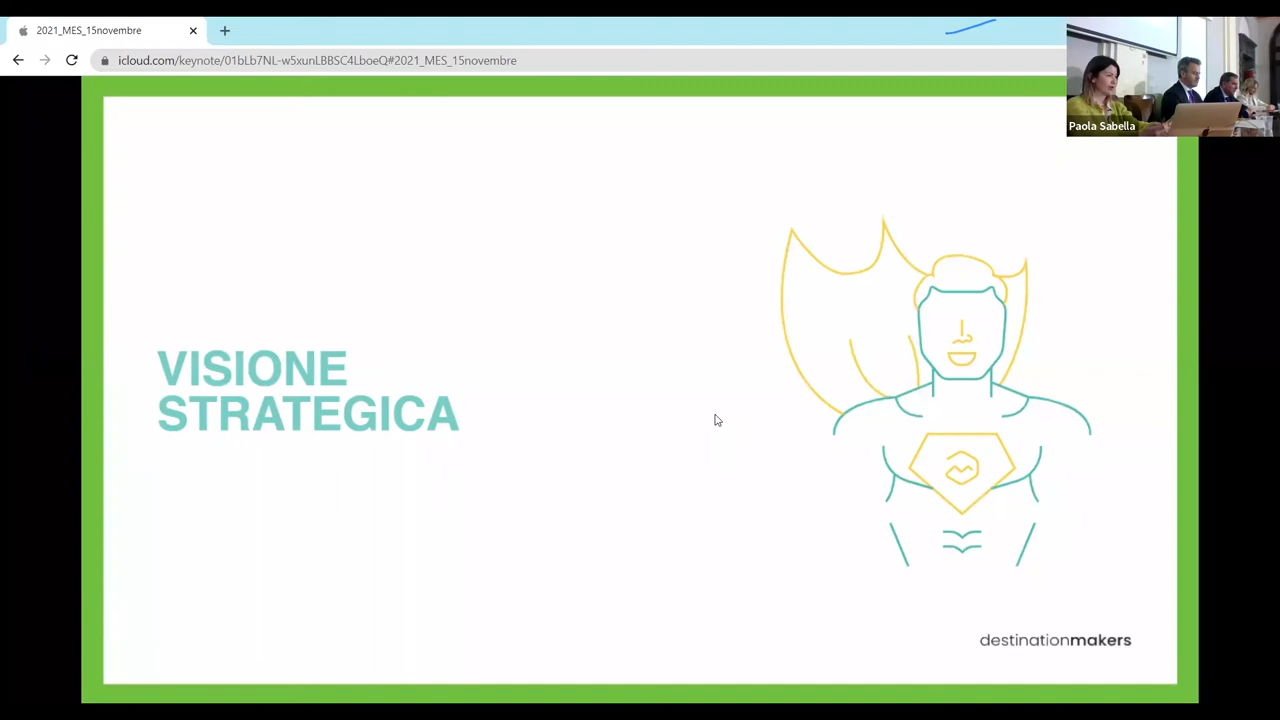 2021_MES_15novembre
icloud.com/keynote/01bLb7NL-w5xunLBBSC4LboeQ#2021_MES_15novembre
Paola Sabella
VISIONE
STRATEGICA
destinationmakers